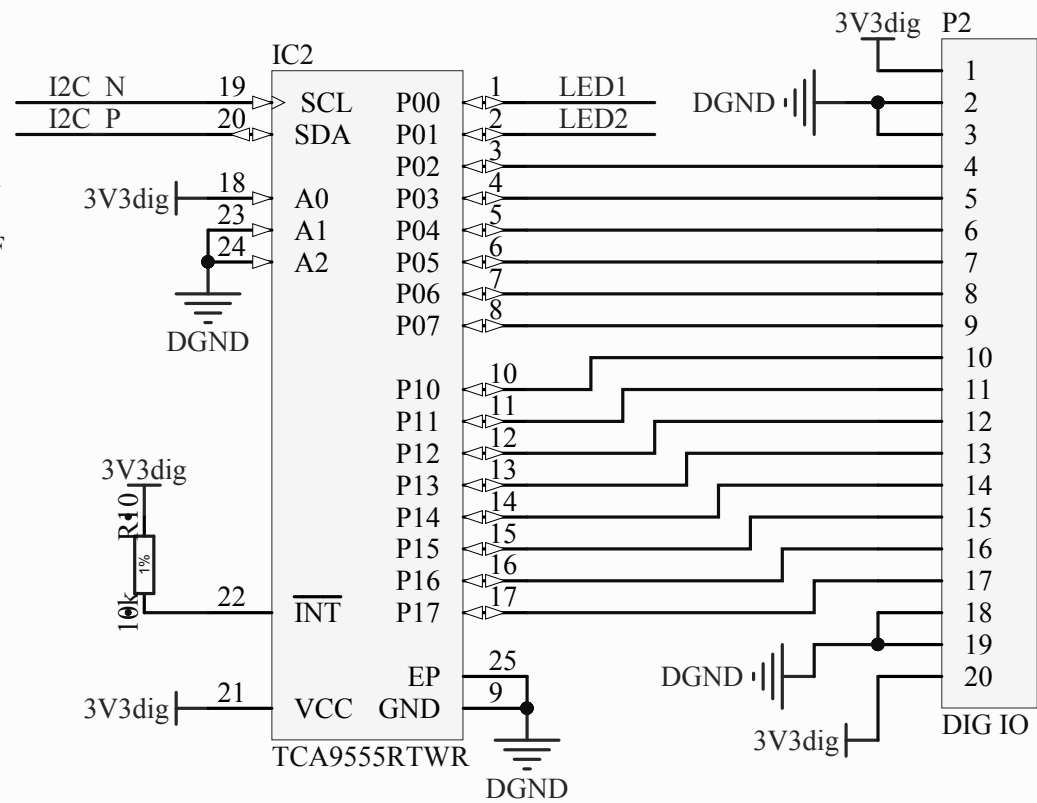 3V3dig P2
IC2
I2C N 19 SCL P00 1 LED1 1
I2C P 20 SDA P01 2 LED2 DGND 2
3
P02 3 4
3V3dig 18 A0 P03 4 5
23 A1 P04 5 6
F
24 A2 P05 6 7
P06 7 8
DGND P07 8 9
10
P10 10 11
P11 11 12
P12 12 13
3V3dig P13 13 14
R10 P14 14 15
1% P15 15 16
10k P16 16 17
22 INT P17 17 18
19
EP 25 DGND 20
3V3dig 21 VCC GND 9 DIG IO
3V3dig
TCA9555RTWR
DGND